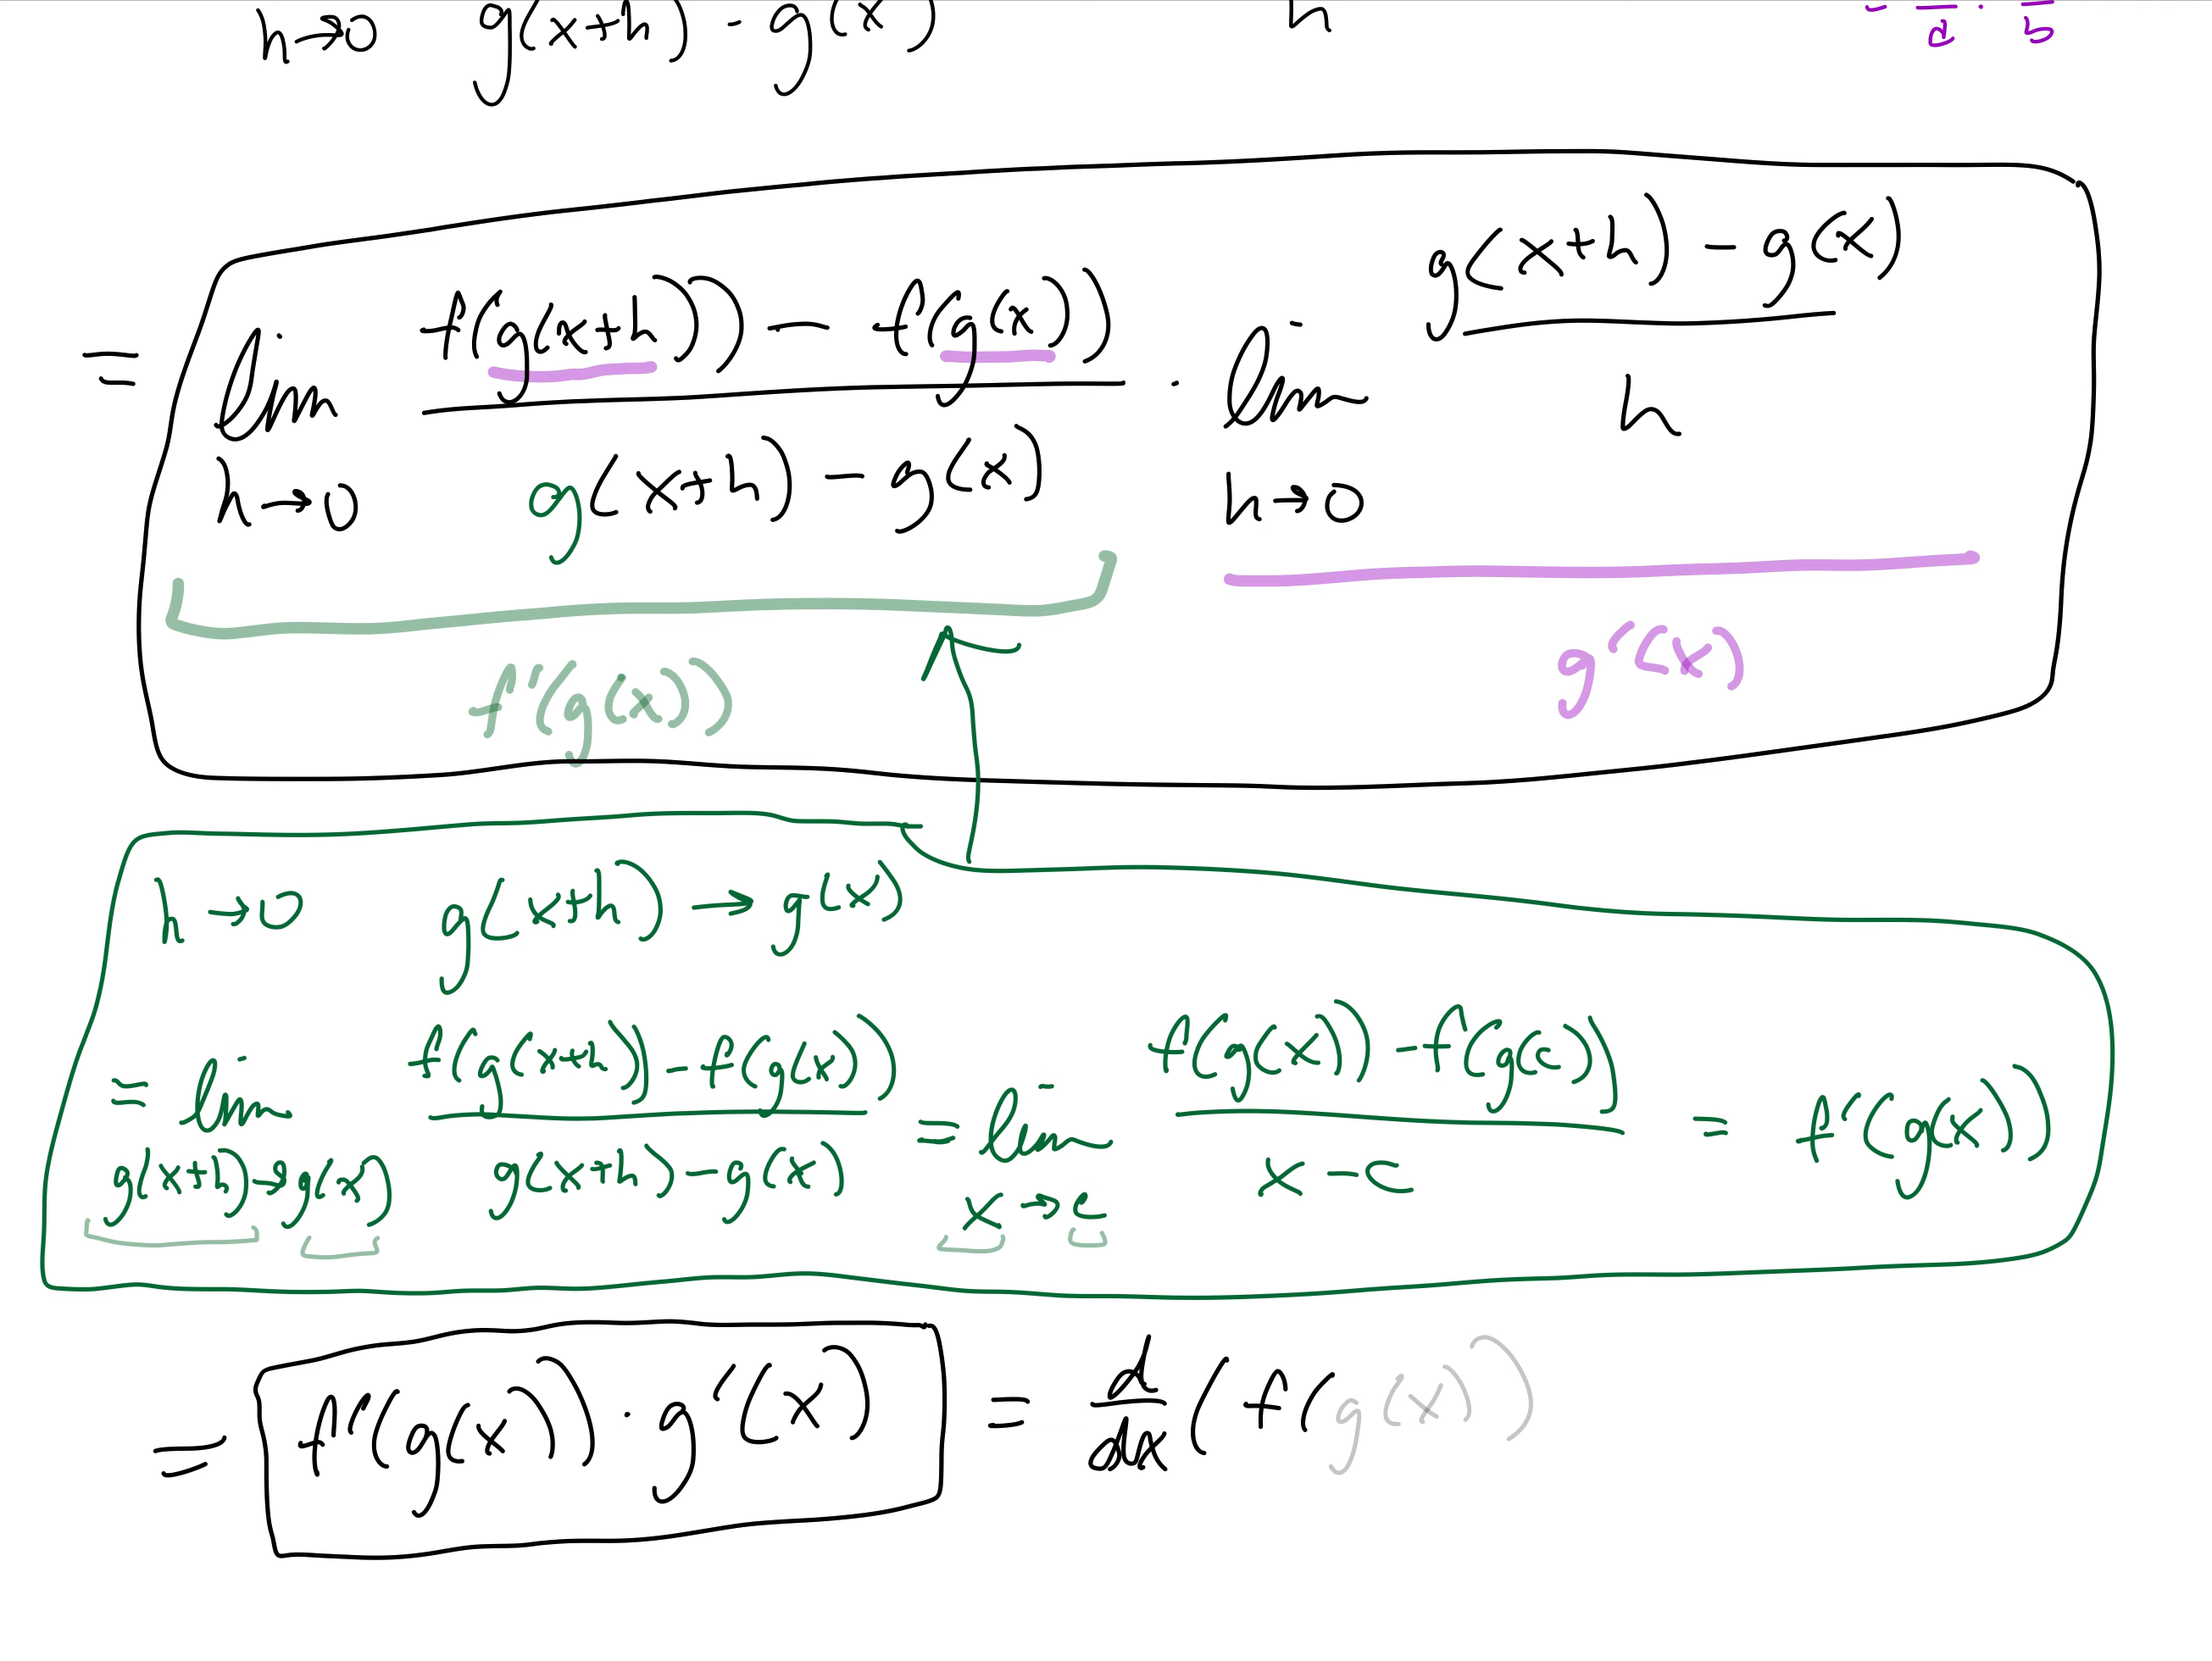 h→0 g(x+h) - g(x) h d · b
= lim f(g(x+h)) - f(g(x)) · lim g(x+h) - g(x)
h→0 g(x+h) - g(x) h→0 h
f'(g(x)) g'(x)
h→0 g(x+h) → g(x)
= lim f(g(x+h)) - f(g(x)) = lim f(g(x)) - f(g(c)) = f'(g(x))
g(x+h)→g(x) g(x+h) - g(x) x→c x - c
= f'(g(x)) · g'(x) = d/dx (f(g(x))